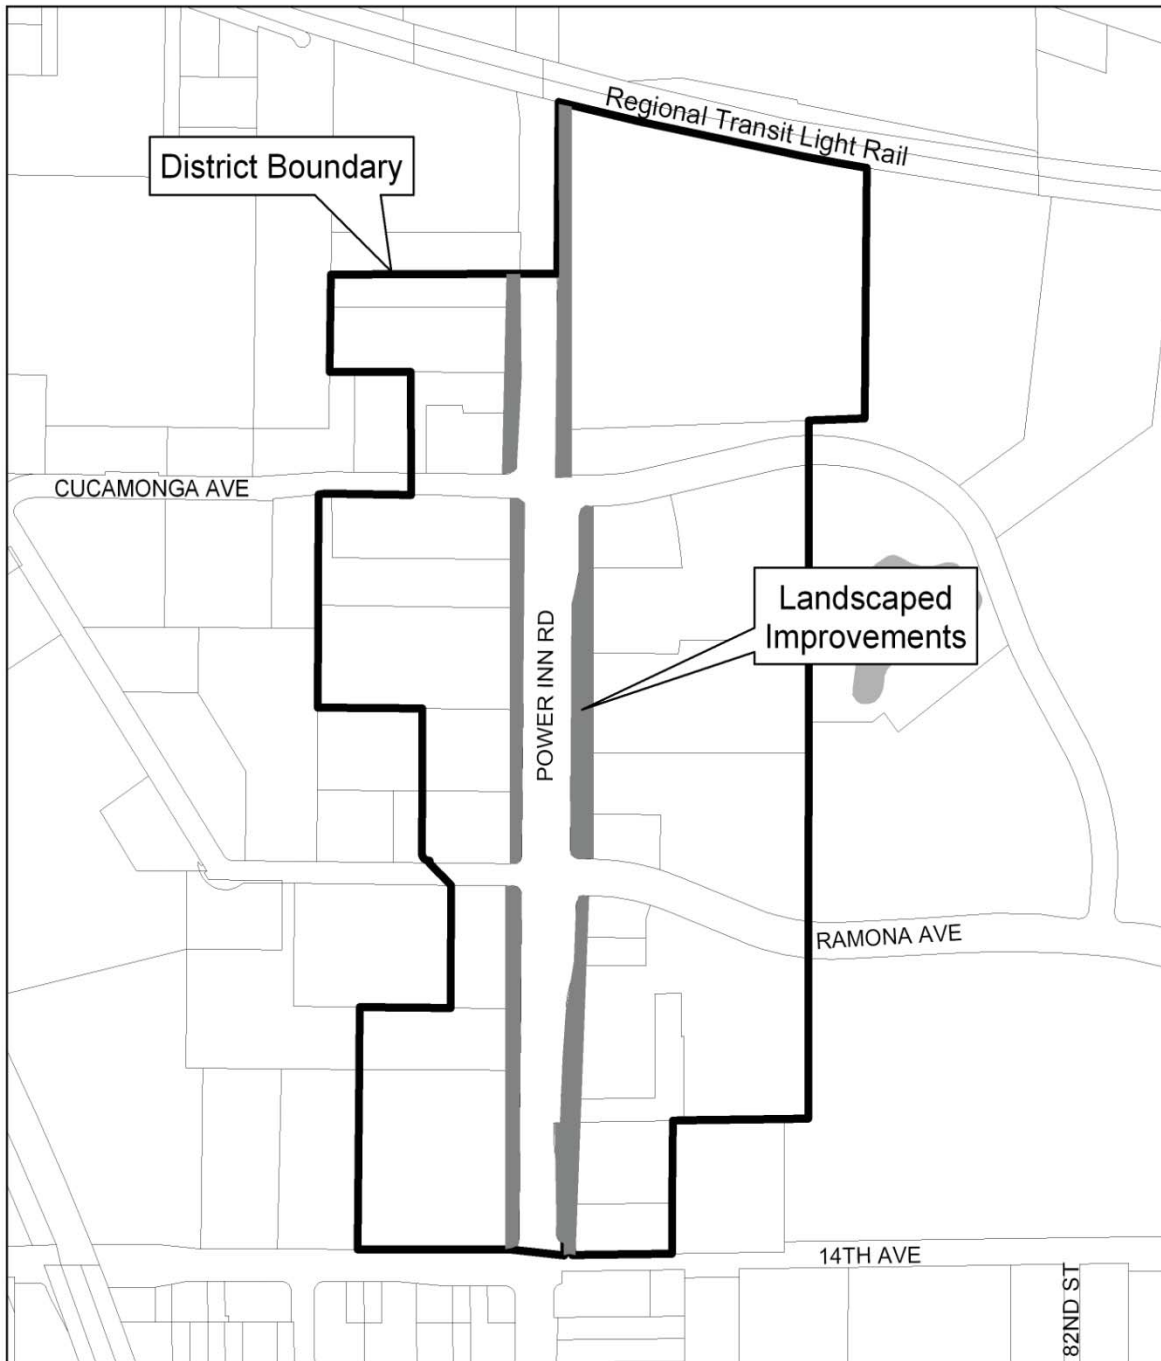 Regional Transit Light Rail
District Boundary
CUCAMONGA AVE
Landscaped
Improvements
POWER INN RD
RAMONA AVE
14TH AVE
82ND ST